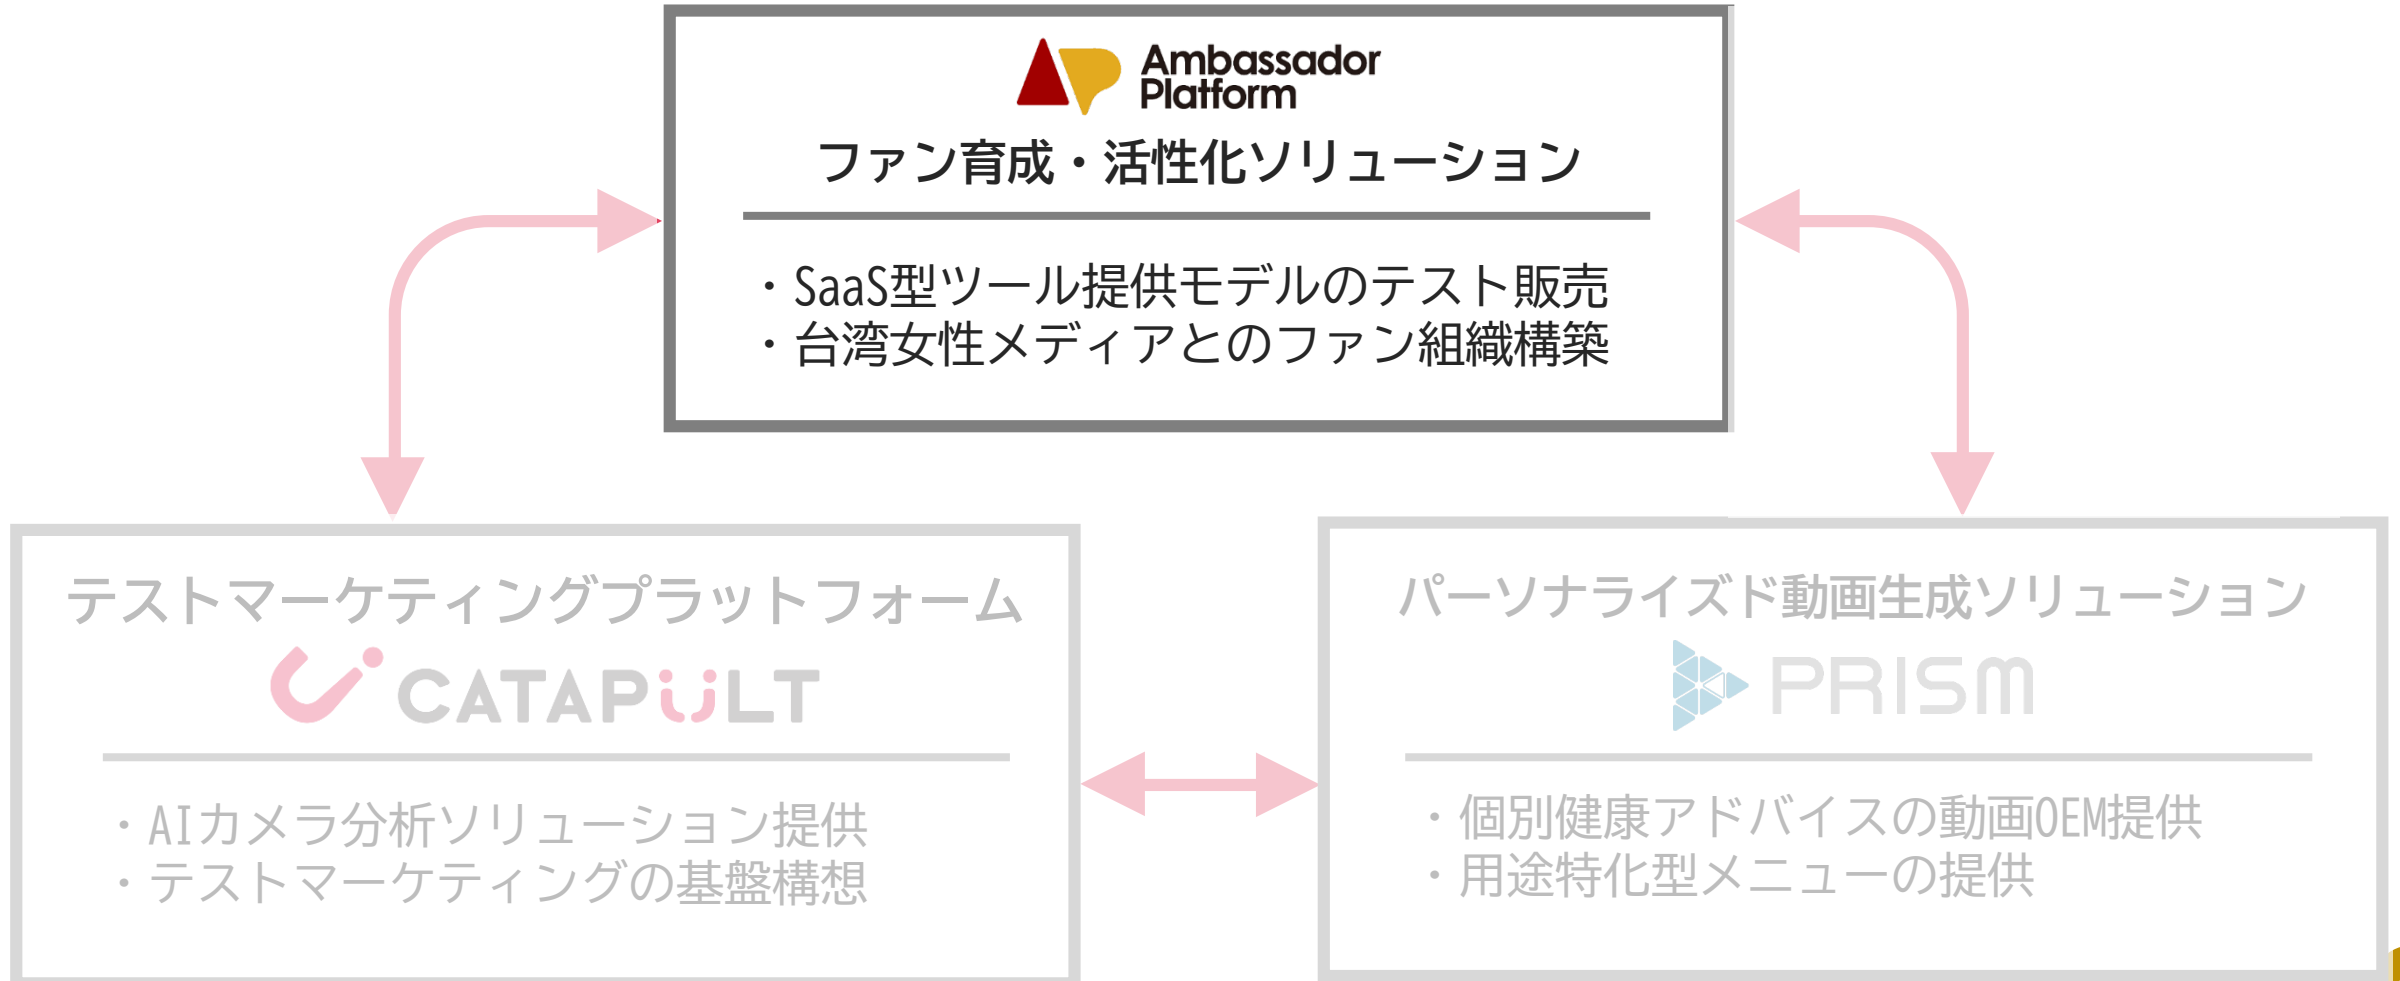 Ambassador
Platform
ファン育成・活性化ソリューション
・SaaS型ツール提供モデルのテスト販売
・台湾女性メディアとのファン組織構築
テストマーケティングプラットフォーム
CATAPULT
・AIカメラ分析ソリューション提供
・テストマーケティングの基盤構想
パーソナライズド動画生成ソリューション
PRISM
・個別健康アドバイスの動画OEM提供
・用途特化型メニューの提供